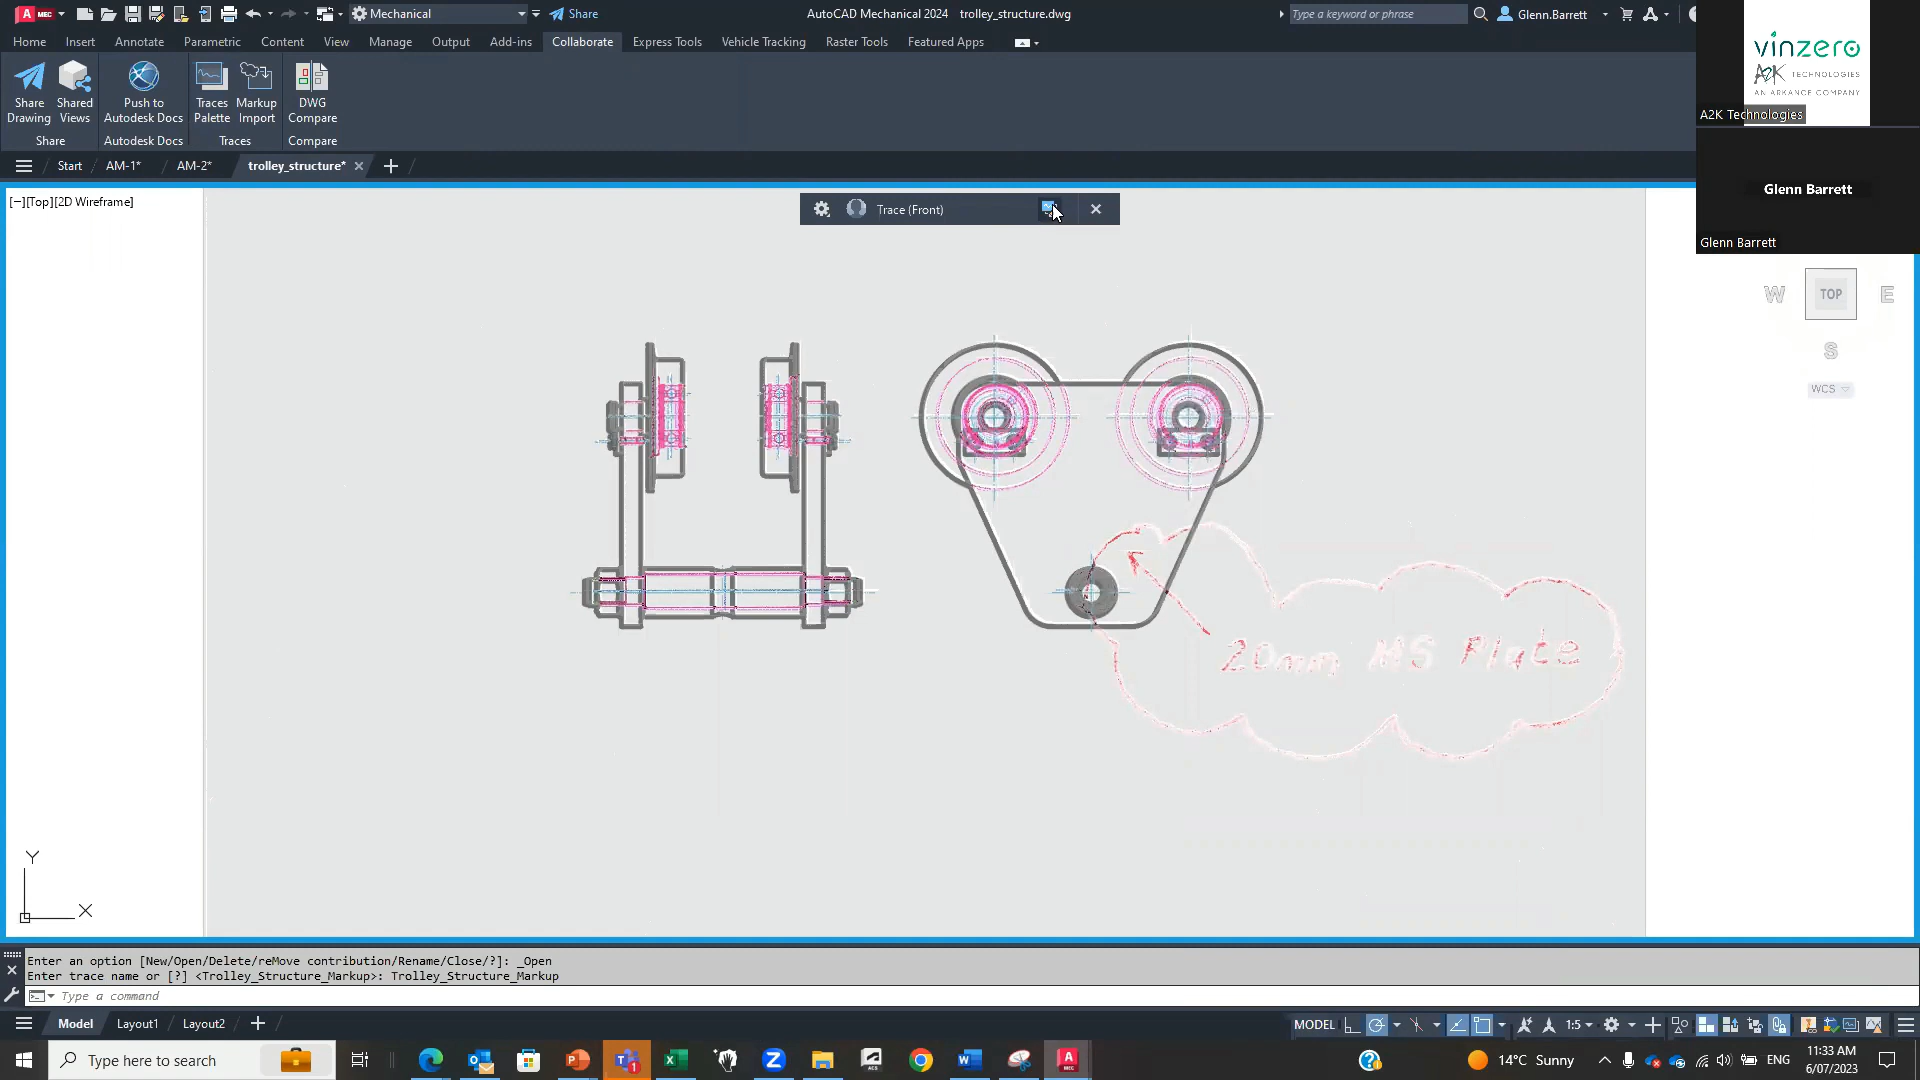 A MEC Mechanical Share AutoCAD Mechanical 2024 trolley_structure.dwg Type a keyword or phrase Glenn.Barrett
Home Insert Annotate Parametric Content View Manage Output Add-ins Collaborate Express Tools Vehicle Tracking Raster Tools Featured Apps
Share Drawing
Shared Views
Push to Autodesk Docs
Traces Palette
Markup Import
DWG Compare
Share Autodesk Docs Traces Compare
Start AM-1* AM-2* trolley_structure*
[−][Top][2D Wireframe]
Trace (Front)
vinzero
A2K TECHNOLOGIES
AN ARKANCE COMPANY
A2K Technologies
Glenn Barrett
Glenn Barrett
W TOP E
S
WCS
20mm MS Plate
Y
X
Enter an option [New/Open/Delete/reMove contribution/Rename/Close/?]: _Open
Enter trace name or [?] <Trolley_Structure_Markup>: Trolley_Structure_Markup
Type a command
Model Layout1 Layout2
MODEL 1:5
Type here to search
14°C Sunny ENG
11:33 AM
6/07/2023